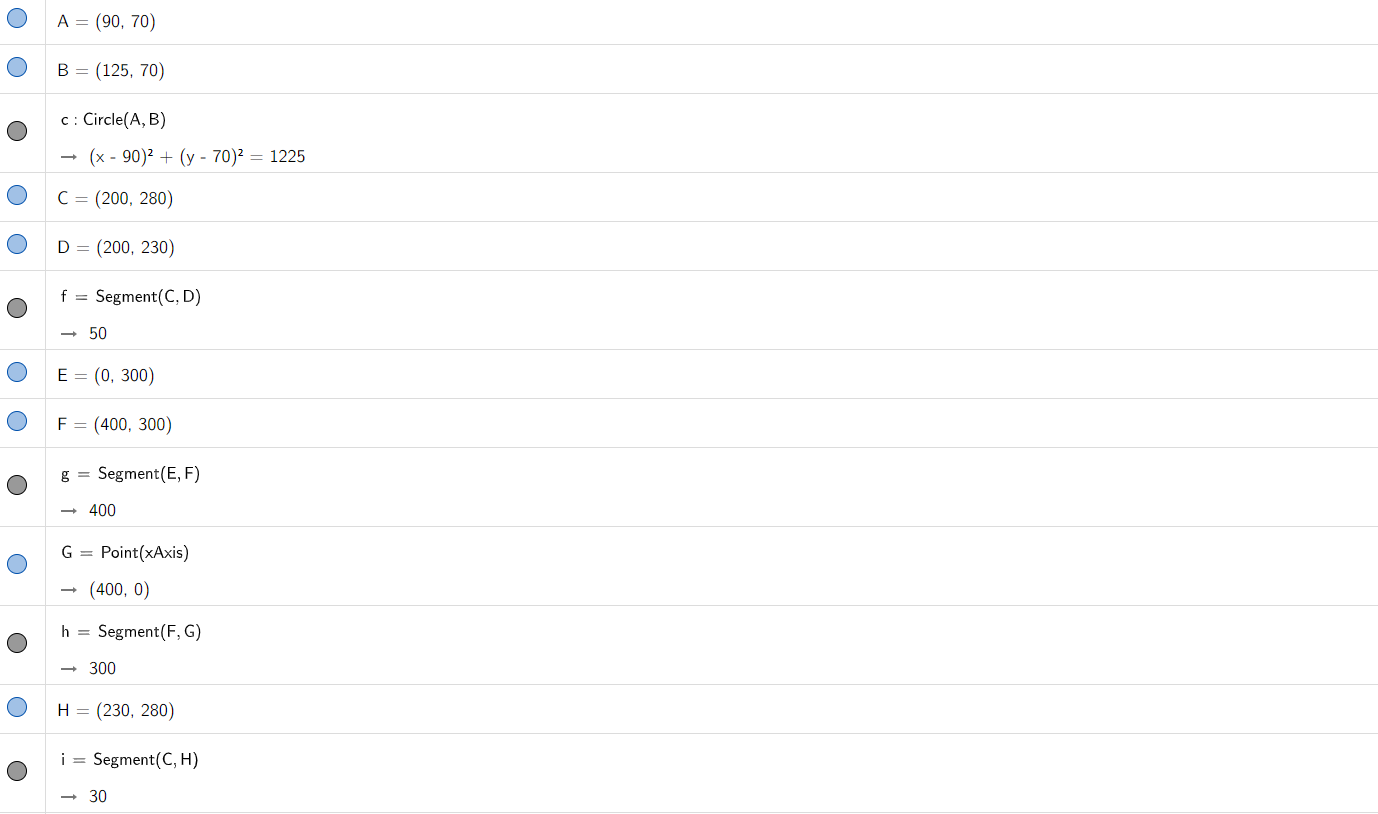 A = (90, 70)
B = (125, 70)
c : Circle(A, B)
→ (x - 90)² + (y - 70)² = 1225
C = (200, 280)
D = (200, 230)
f = Segment(C, D)
→ 50
E = (0, 300)
F = (400, 300)
g = Segment(E, F)
→ 400
G = Point(xAxis)
→ (400, 0)
h = Segment(F, G)
→ 300
H = (230, 280)
i = Segment(C, H)
→ 30